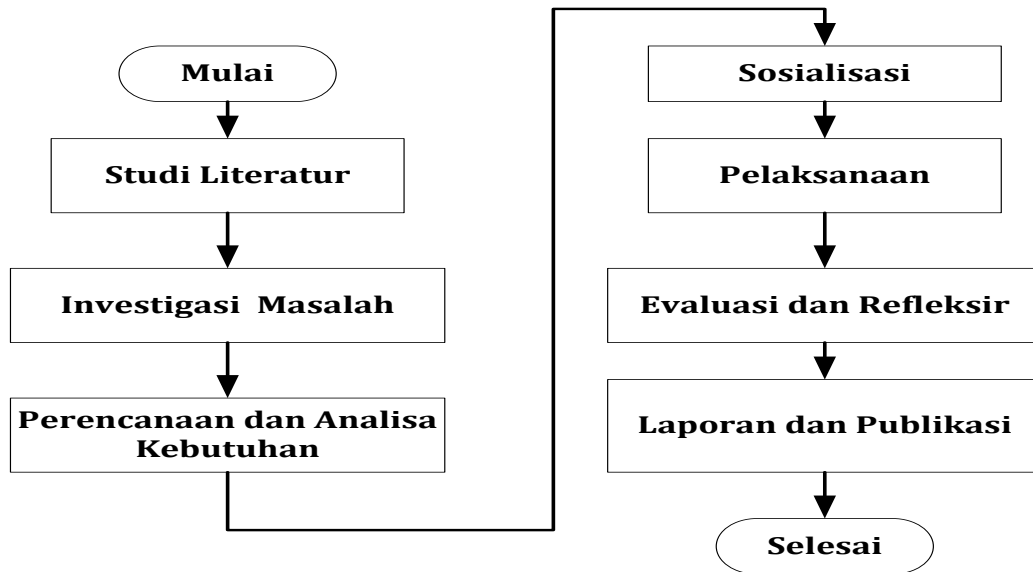 Mulai
Studi Literatur
Investigasi  Masalah
Perencanaan dan Analisa
Kebutuhan
Sosialisasi
Pelaksanaan
Evaluasi dan Refleksir
Laporan dan Publikasi
Selesai